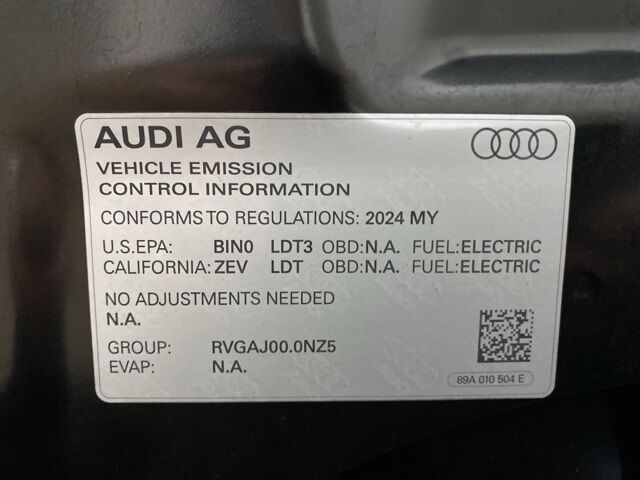 AUDI AG
VEHICLE EMISSION
CONTROL INFORMATION
CONFORMS TO REGULATIONS: 2024 MY
U.S.EPA: BIN0 LDT3 OBD:N.A. FUEL:ELECTRIC
CALIFORNIA: ZEV LDT OBD:N.A. FUEL:ELECTRIC
NO ADJUSTMENTS NEEDED
N.A.
GROUP: RVGAJ00.0NZ5
EVAP: N.A.
89A 010 504 E